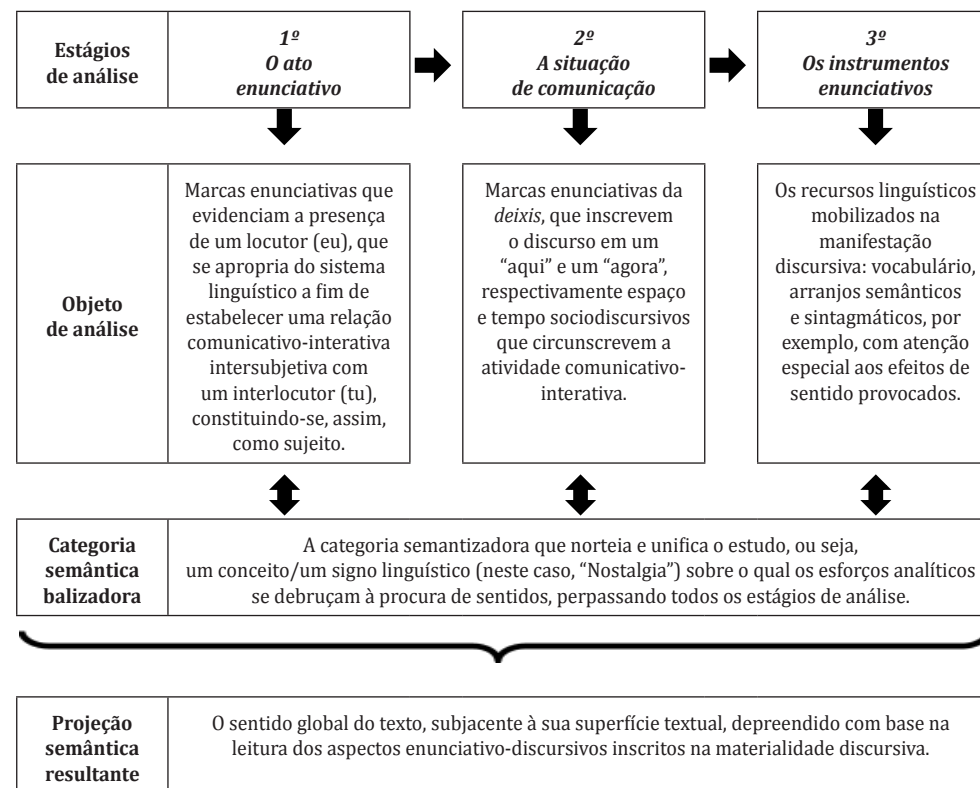 Estágios
de análise
1º
O ato
enunciativo
2º
A situação
de comunicação
3º
Os instrumentos
enunciativos
Objeto
de análise
Marcas enunciativas que
evidenciam a presença
de um locutor (eu), que
se apropria do sistema
linguístico a fim de
estabelecer uma relação
comunicativo-interativa
intersubjetiva com
um interlocutor (tu),
constituindo-se, assim,
como sujeito.
Marcas enunciativas da
deixis, que inscrevem
o discurso em um
“aqui” e um “agora”,
respectivamente espaço
e tempo sociodiscursivos
que circunscrevem a
atividade comunicativo-
interativa.
Os recursos linguísticos
mobilizados na
manifestação
discursiva: vocabulário,
arranjos semânticos
e sintagmáticos, por
exemplo, com atenção
especial aos efeitos de
sentido provocados.
Categoria
semântica
balizadora
A categoria semantizadora que norteia e unifica o estudo, ou seja,
um conceito/um signo linguístico (neste caso, “Nostalgia”) sobre o qual os esforços analíticos
se debruçam à procura de sentidos, perpassando todos os estágios de análise.
Projeção
semântica
resultante
O sentido global do texto, subjacente à sua superfície textual, depreendido com base na
leitura dos aspectos enunciativo-discursivos inscritos na materialidade discursiva.